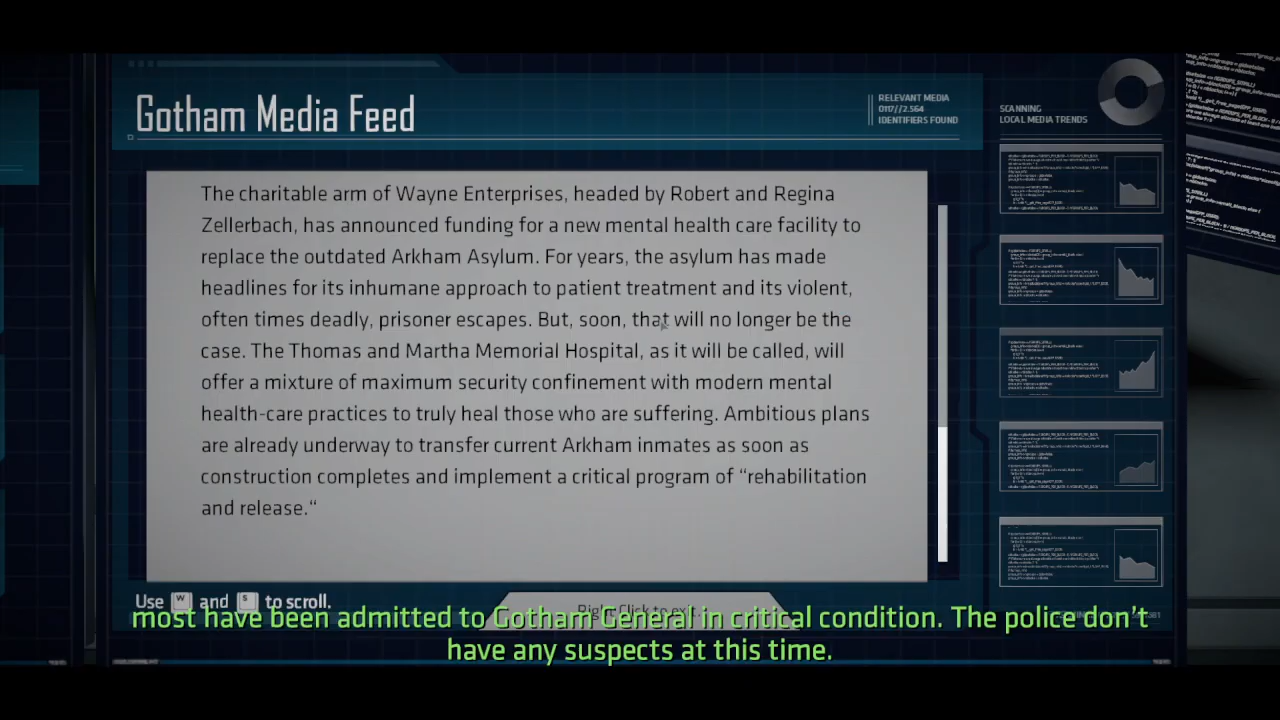 Gotham Media Feed
RELEVANT MEDIA
IDENTIFIERS FOUND
SCANNING
LOCAL MEDIA TRENDS
The charitable arm of Wayne Enterprises, headed by Robert and Regina
Zellerbach, has announced funding for a new mental health care facility to
replace the outdated Arkham Asylum. For years, the asylum has made
headlines for its inhumane approach to patient treatment and its violent,
often times deadly, prisoner escapes. But, soon, that will no longer be the
case. The Thomas and Martha Memorial Hospital, as it will be called, will
offer a mixture of maximum security confinement with modern mental
health-care practices to truly heal those who are suffering. Ambitious plans
are already underway to transfer current Arkham inmates as soon as
construction completes and implement a critical program of “rehabilitation
and release.“
Use W and S to scroll.
Right Click to exit.
most have been admitted to Gotham General in critical condition. The police don’t
have any suspects at this time.